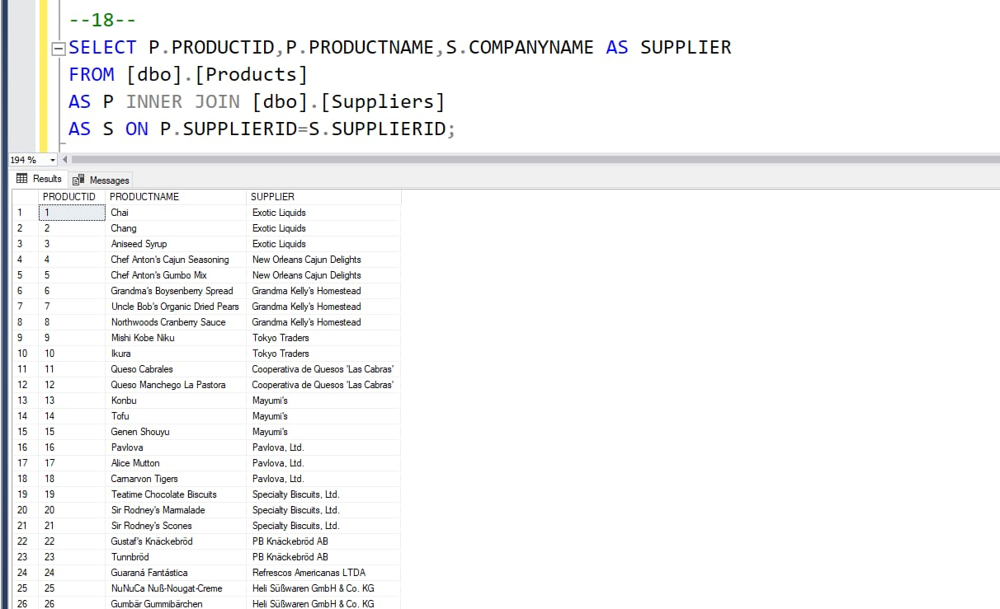 --18--
SELECT P.PRODUCTID,P.PRODUCTNAME,S.COMPANYNAME AS SUPPLIER
FROM [dbo].[Products]
AS P INNER JOIN [dbo].[Suppliers]
AS S ON P.SUPPLIERID=S.SUPPLIERID;
194 %
Results Messages
PRODUCTID PRODUCTNAME SUPPLIER
1 1 Chai Exotic Liquids
2 2 Chang Exotic Liquids
3 3 Aniseed Syrup Exotic Liquids
4 4 Chef Anton's Cajun Seasoning New Orleans Cajun Delights
5 5 Chef Anton's Gumbo Mix New Orleans Cajun Delights
6 6 Grandma's Boysenberry Spread Grandma Kelly's Homestead
7 7 Uncle Bob's Organic Dried Pears Grandma Kelly's Homestead
8 8 Northwoods Cranberry Sauce Grandma Kelly's Homestead
9 9 Mishi Kobe Niku Tokyo Traders
10 10 Ikura Tokyo Traders
11 11 Queso Cabrales Cooperativa de Quesos 'Las Cabras'
12 12 Queso Manchego La Pastora Cooperativa de Quesos 'Las Cabras'
13 13 Konbu Mayumi's
14 14 Tofu Mayumi's
15 15 Genen Shouyu Mayumi's
16 16 Pavlova Pavlova, Ltd.
17 17 Alice Mutton Pavlova, Ltd.
18 18 Carnarvon Tigers Pavlova, Ltd.
19 19 Teatime Chocolate Biscuits Specialty Biscuits, Ltd.
20 20 Sir Rodney's Marmalade Specialty Biscuits, Ltd.
21 21 Sir Rodney's Scones Specialty Biscuits, Ltd.
22 22 Gustaf's Knäckebröd PB Knäckebröd AB
23 23 Tunnbröd PB Knäckebröd AB
24 24 Guaraná Fantástica Refrescos Americanas LTDA
25 25 NuNuCa Nuß-Nougat-Creme Heli Süßwaren GmbH & Co. KG
26 26 Gumbär Gummibärchen Heli Süßwaren GmbH & Co. KG